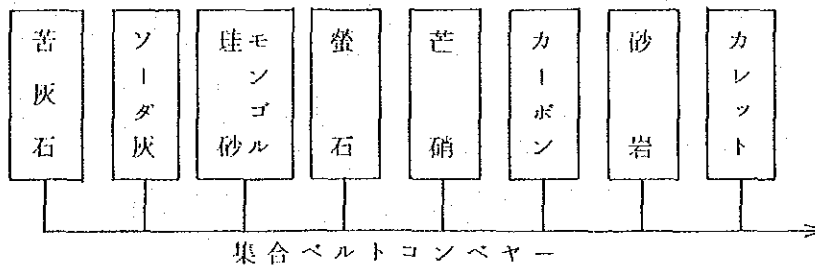 苦灰石
ソーダ灰
モンゴル
珪砂
螢石
芒硝
カーボン
砂岩
カレット
集合ベルトコンベヤー